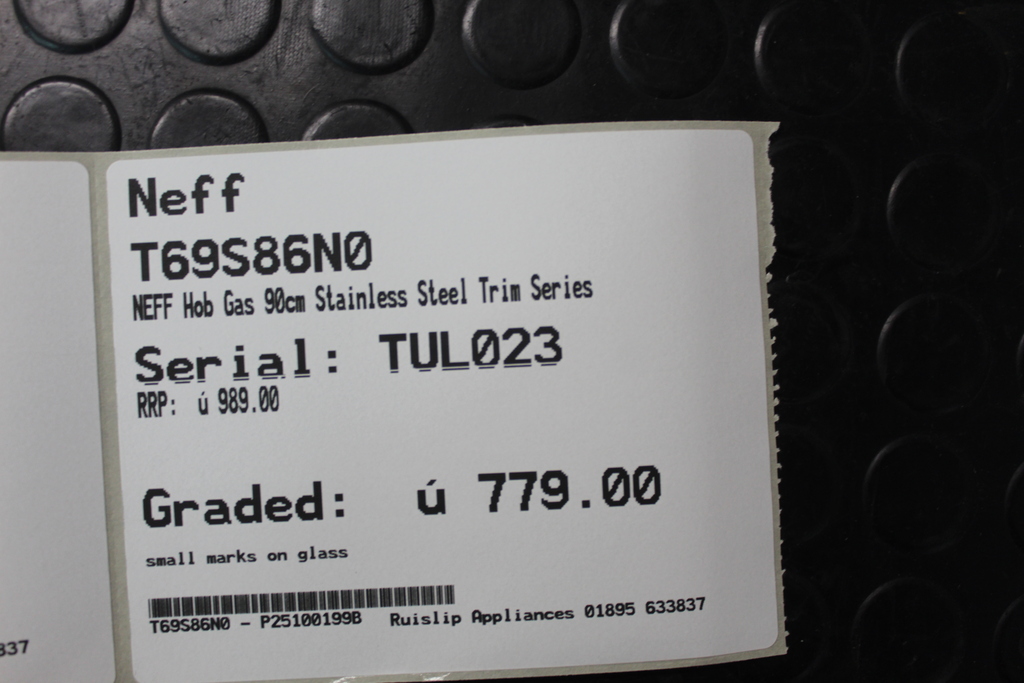 Neff
T69S86N0
NEFF Hob Gas 90cm Stainless Steel Trim Series
Serial: TUL023
RRP: ú 989.00
Graded: ú 779.00
small marks on glass
T69S86N0 - P25100199B Ruislip Appliances 01895 633837
837